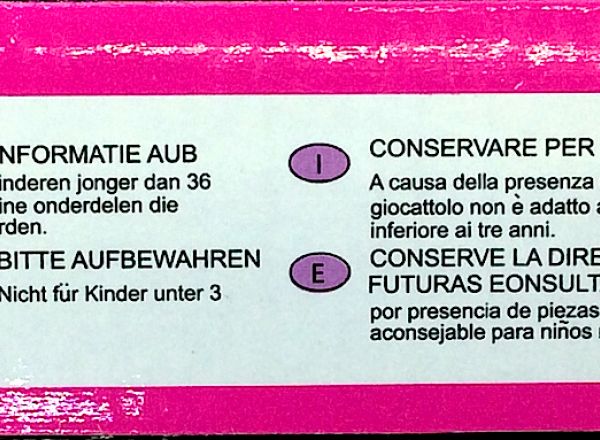 NFORMATIE AUB
inderen jonger dan 36
ine onderdelen die
rden.
BITTE AUFBEWAHREN
Nicht für Kinder unter 3
I
CONSERVARE PER
A causa della presenza
giocattolo non è adatto a
inferiore ai tre anni.
E
CONSERVE LA DIRE
FUTURAS EONSULT
por presencia de piezas
aconsejable para niños